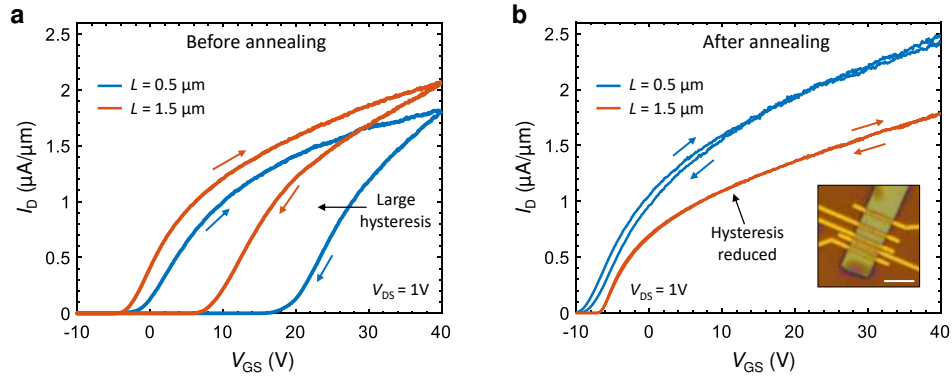 a
Before annealing
L = 0.5 µm
L = 1.5 µm
Large
hysteresis
V_DS = 1V
I_D (µA/µm)
2.5
2
1.5
1
0.5
0
-10
0
10
20
30
40
V_GS (V)
b
After annealing
L = 0.5 µm
L = 1.5 µm
Hysteresis
reduced
V_DS = 1V
I_D (µA/µm)
2.5
2
1.5
1
0.5
0
-10
0
10
20
30
40
V_GS (V)